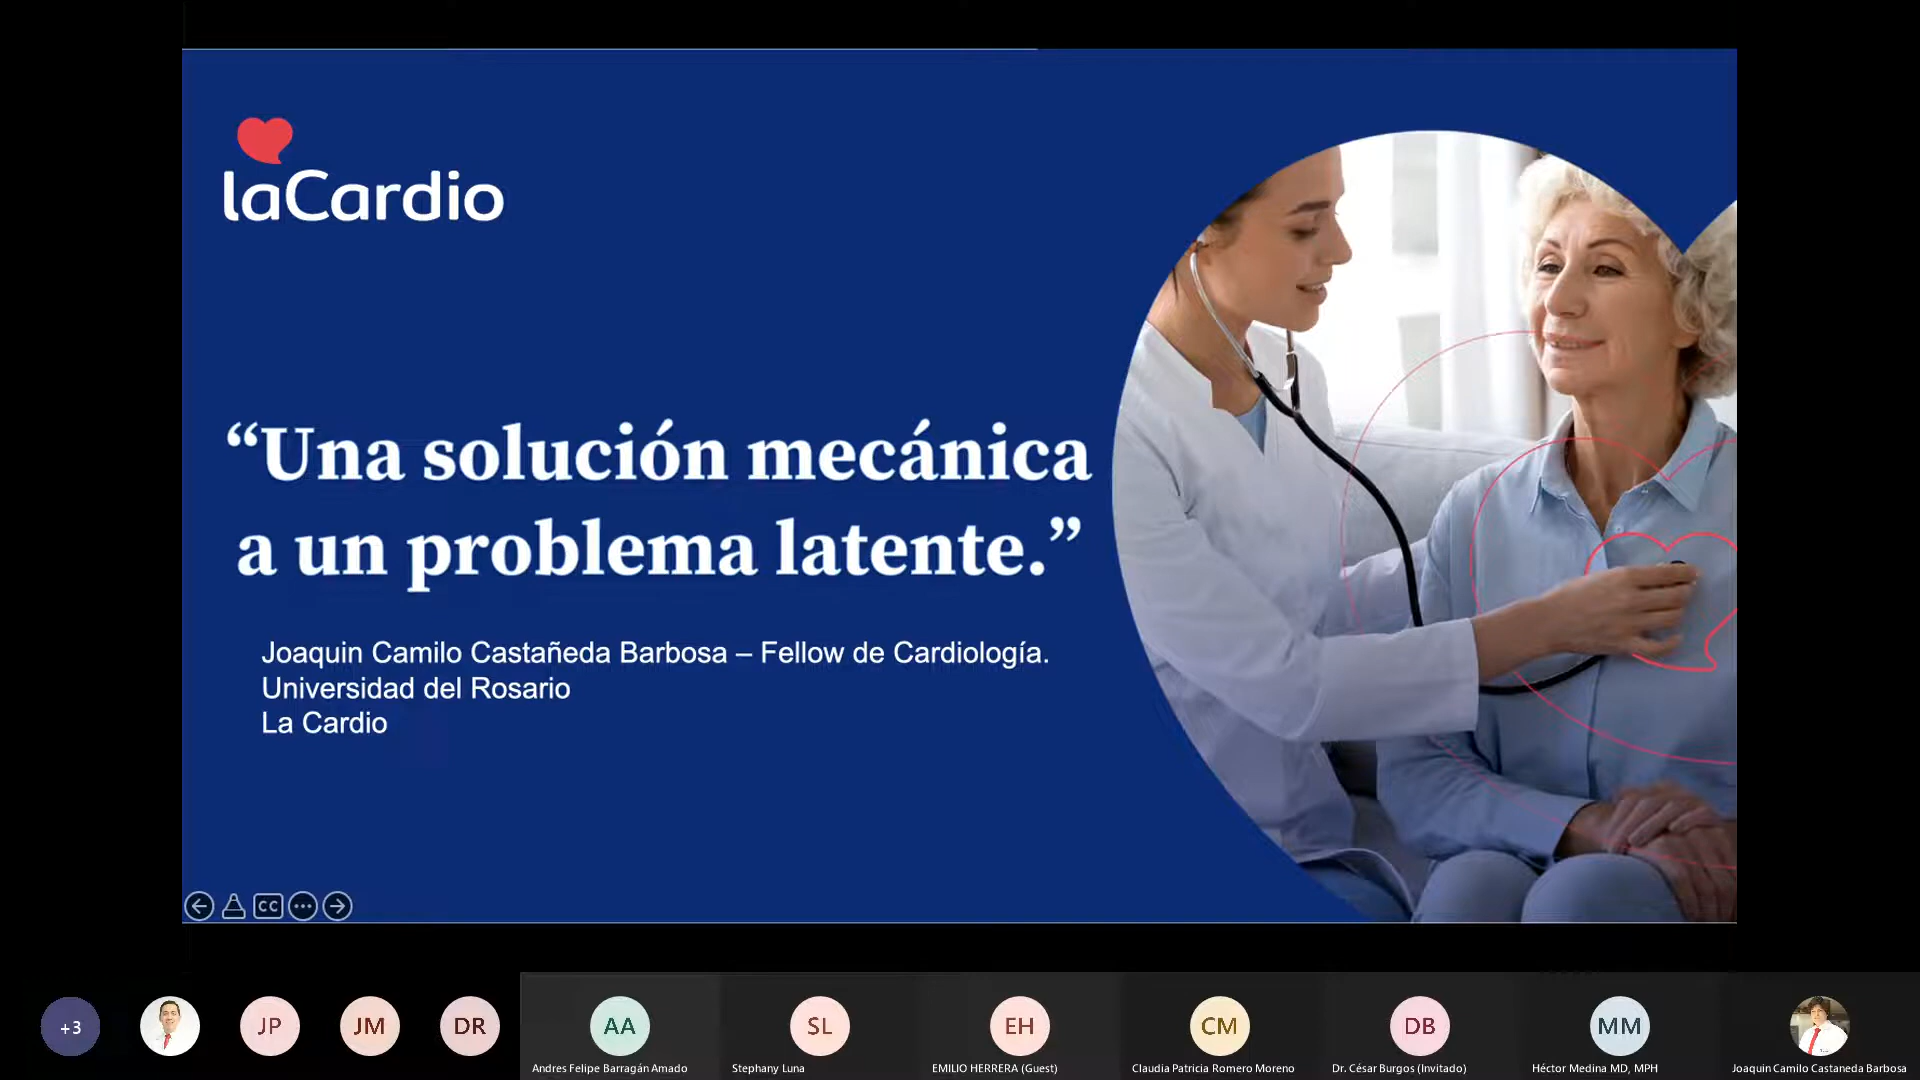 laCardio
“Una solución mecánica
a un problema latente.”
Joaquin Camilo Castañeda Barbosa – Fellow de Cardiología.
Universidad del Rosario
La Cardio
CC
+3
JP
JM
DR
AA
SL
EH
CM
DB
MM
Andres Felipe Barragán Amado
Stephany Luna
EMILIO HERRERA (Guest)
Claudia Patricia Romero Moreno
Dr. César Burgos (Invitado)
Héctor Medina MD, MPH
Joaquin Camilo Castaneda Barbosa